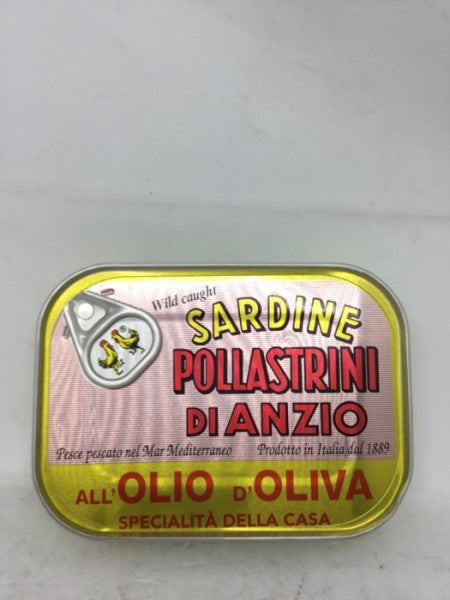 Wild caught
SARDINE
POLLASTRINI
DI ANZIO
Pesce pescato nel Mar Mediterraneo Prodotto in Italia dal 1889
ALL'OLIO D'OLIVA
SPECIALITÀ DELLA CASA